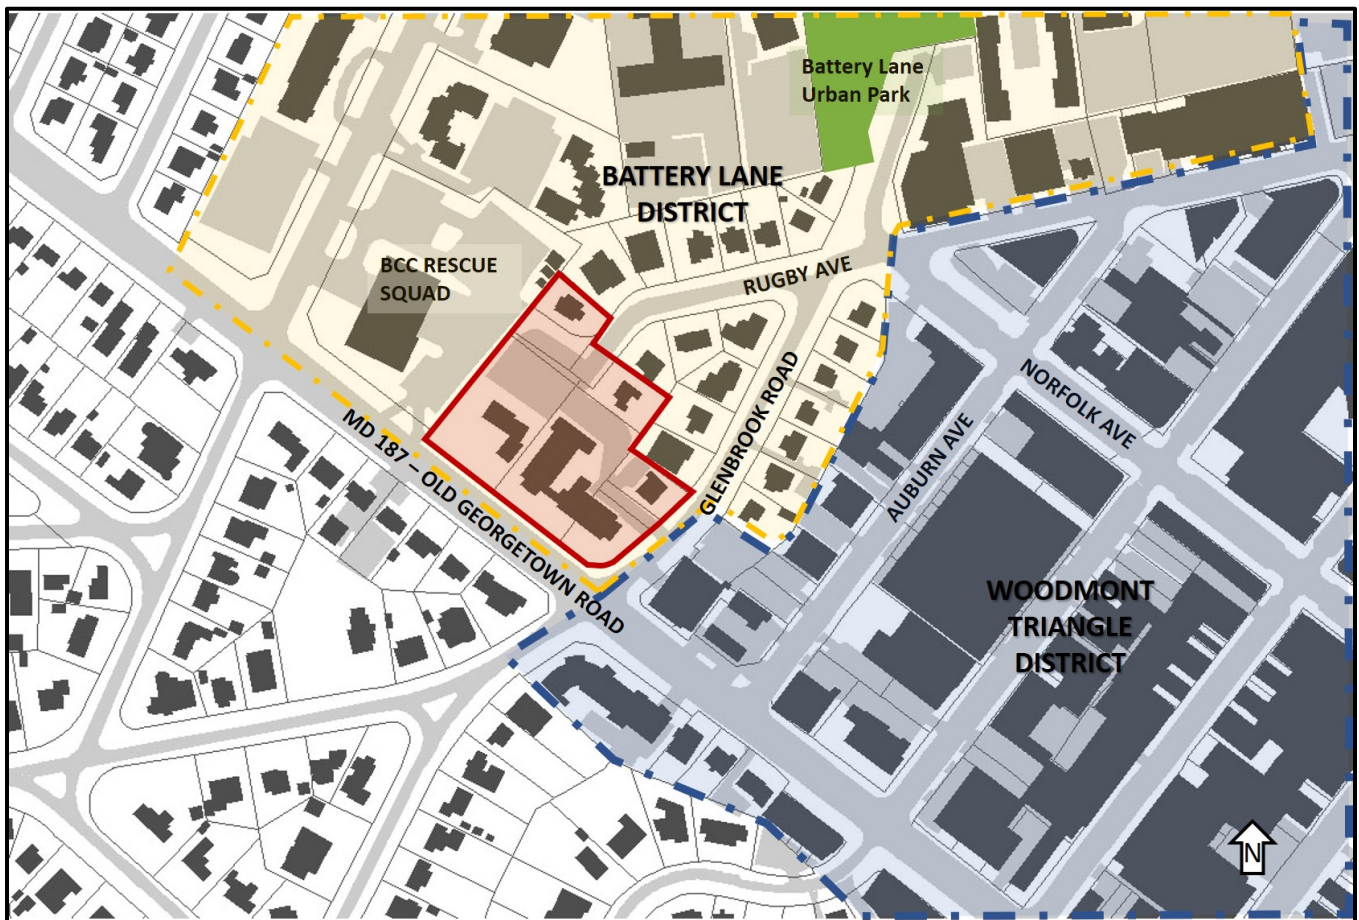 Battery Lane
Urban Park
BATTERY LANE
DISTRICT
BCC RESCUE
SQUAD
RUGBY AVE
NORFOLK AVE
GLENBROOK ROAD
AUBURN AVE
MD 187 – OLD GEORGETOWN ROAD
WOODMONT
TRIANGLE
DISTRICT
N